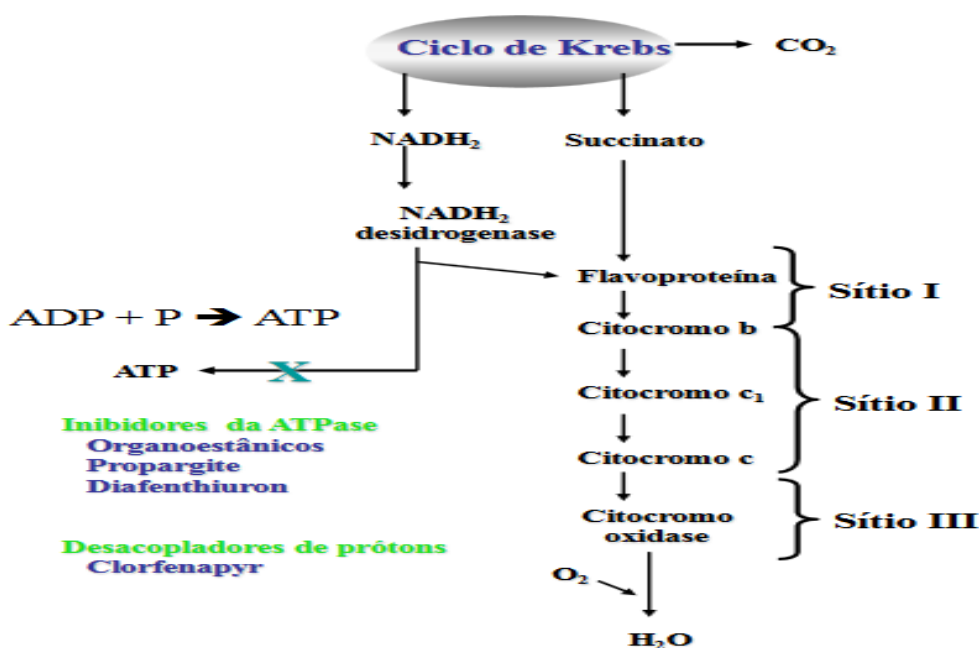 Ciclo de Krebs
CO₂
NADH₂
Succinato
NADH₂
desidrogenase
Flavoproteína
Sítio I
ADP + P ➔ ATP
Citocromo b
ATP
X
Citocromo c₁
Sítio II
Inibidores da ATPase
Organoestânicos
Propargite
Diafenthiuron
Citocromo c
Citocromo
oxidase
Sítio III
Desacopladores de prótons
Clorfenapyr
O₂
H₂O